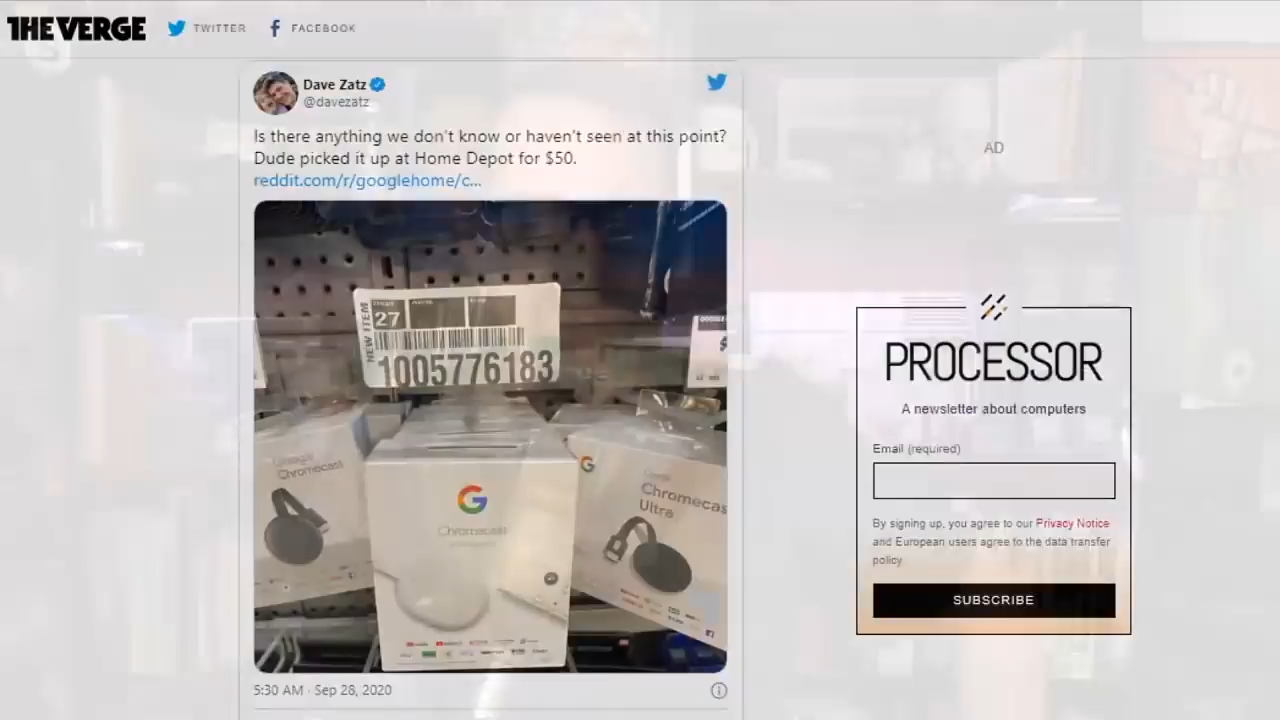 THE VERGE
TWITTER
FACEBOOK
Dave Zatz
@davezatz
Is there anything we don't know or haven't seen at this point?
Dude picked it up at Home Depot for $50.
reddit.com/r/googlehome/c...
NEW ITEM
27
1005776183
$
Chromecast
G
Chromecast
G
Chromecas
Ultra
5:30 AM · Sep 28, 2020
AD
PROCESSOR
A newsletter about computers
Email (required)
By signing up, you agree to our Privacy Notice
and European users agree to the data transfer
policy
SUBSCRIBE